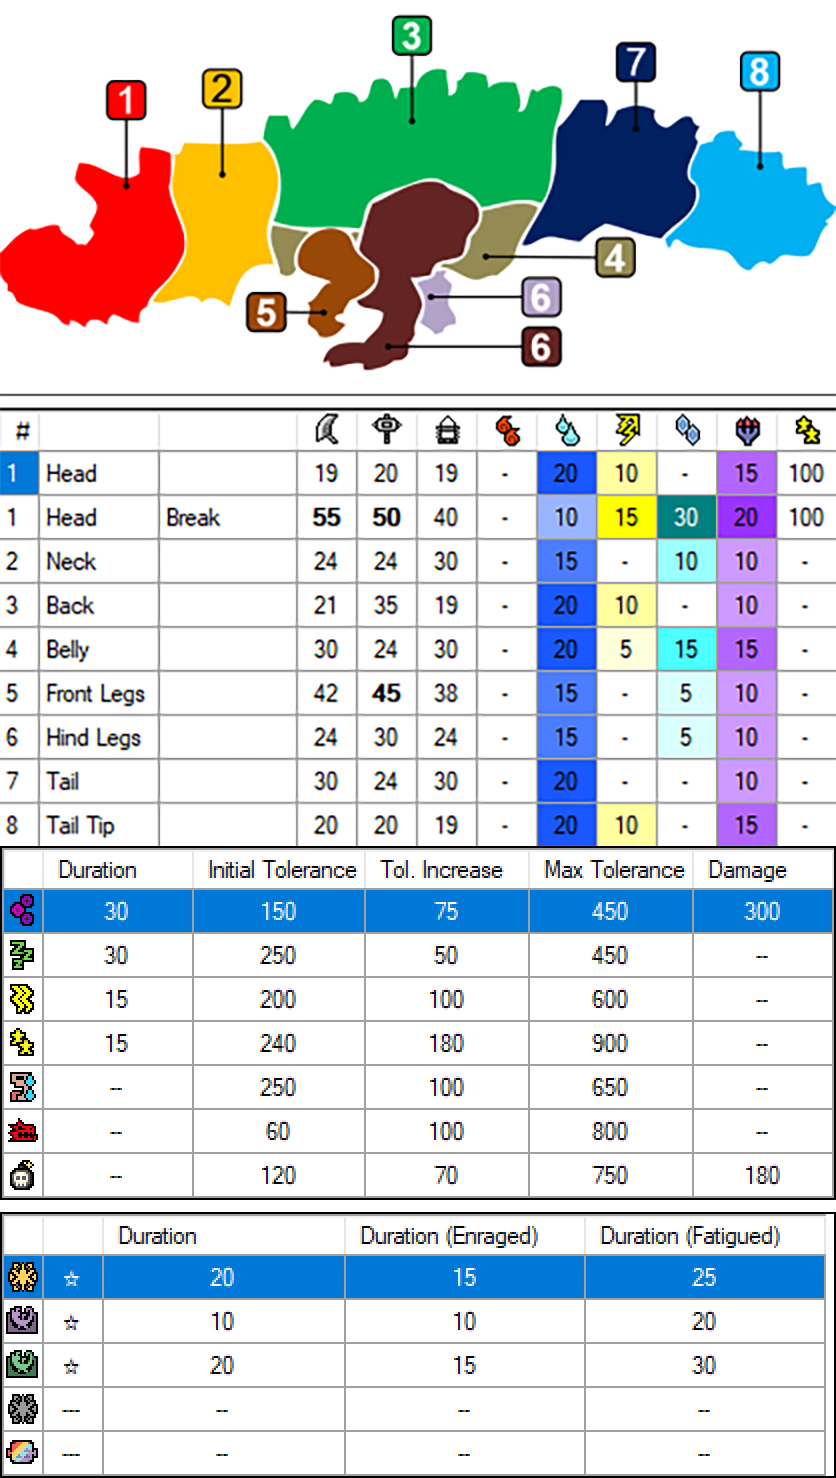 3
7
8
1
2
4
5
6
6
#
1 Head 19 20 19 - 20 10 - 15 100
1 Head Break 55 50 40 - 10 15 30 20 100
2 Neck 24 24 30 - 15 - 10 10 -
3 Back 21 35 19 - 20 10 - 10 -
4 Belly 30 24 30 - 20 5 15 15 -
5 Front Legs 42 45 38 - 15 - 5 10 -
6 Hind Legs 24 30 24 - 15 - 5 10 -
7 Tail 30 24 30 - 20 - - 10 -
8 Tail Tip 20 20 19 - 20 10 - 15 -
Duration Initial Tolerance Tol. Increase Max Tolerance Damage
30 150 75 450 300
30 250 50 450 --
15 200 100 600 --
15 240 180 900 --
-- 250 100 650 --
-- 60 100 800 --
-- 120 70 750 180
Duration Duration (Enraged) Duration (Fatigued)
☆ 20 15 25
☆ 10 10 20
☆ 20 15 30
--- -- -- --
--- -- -- --